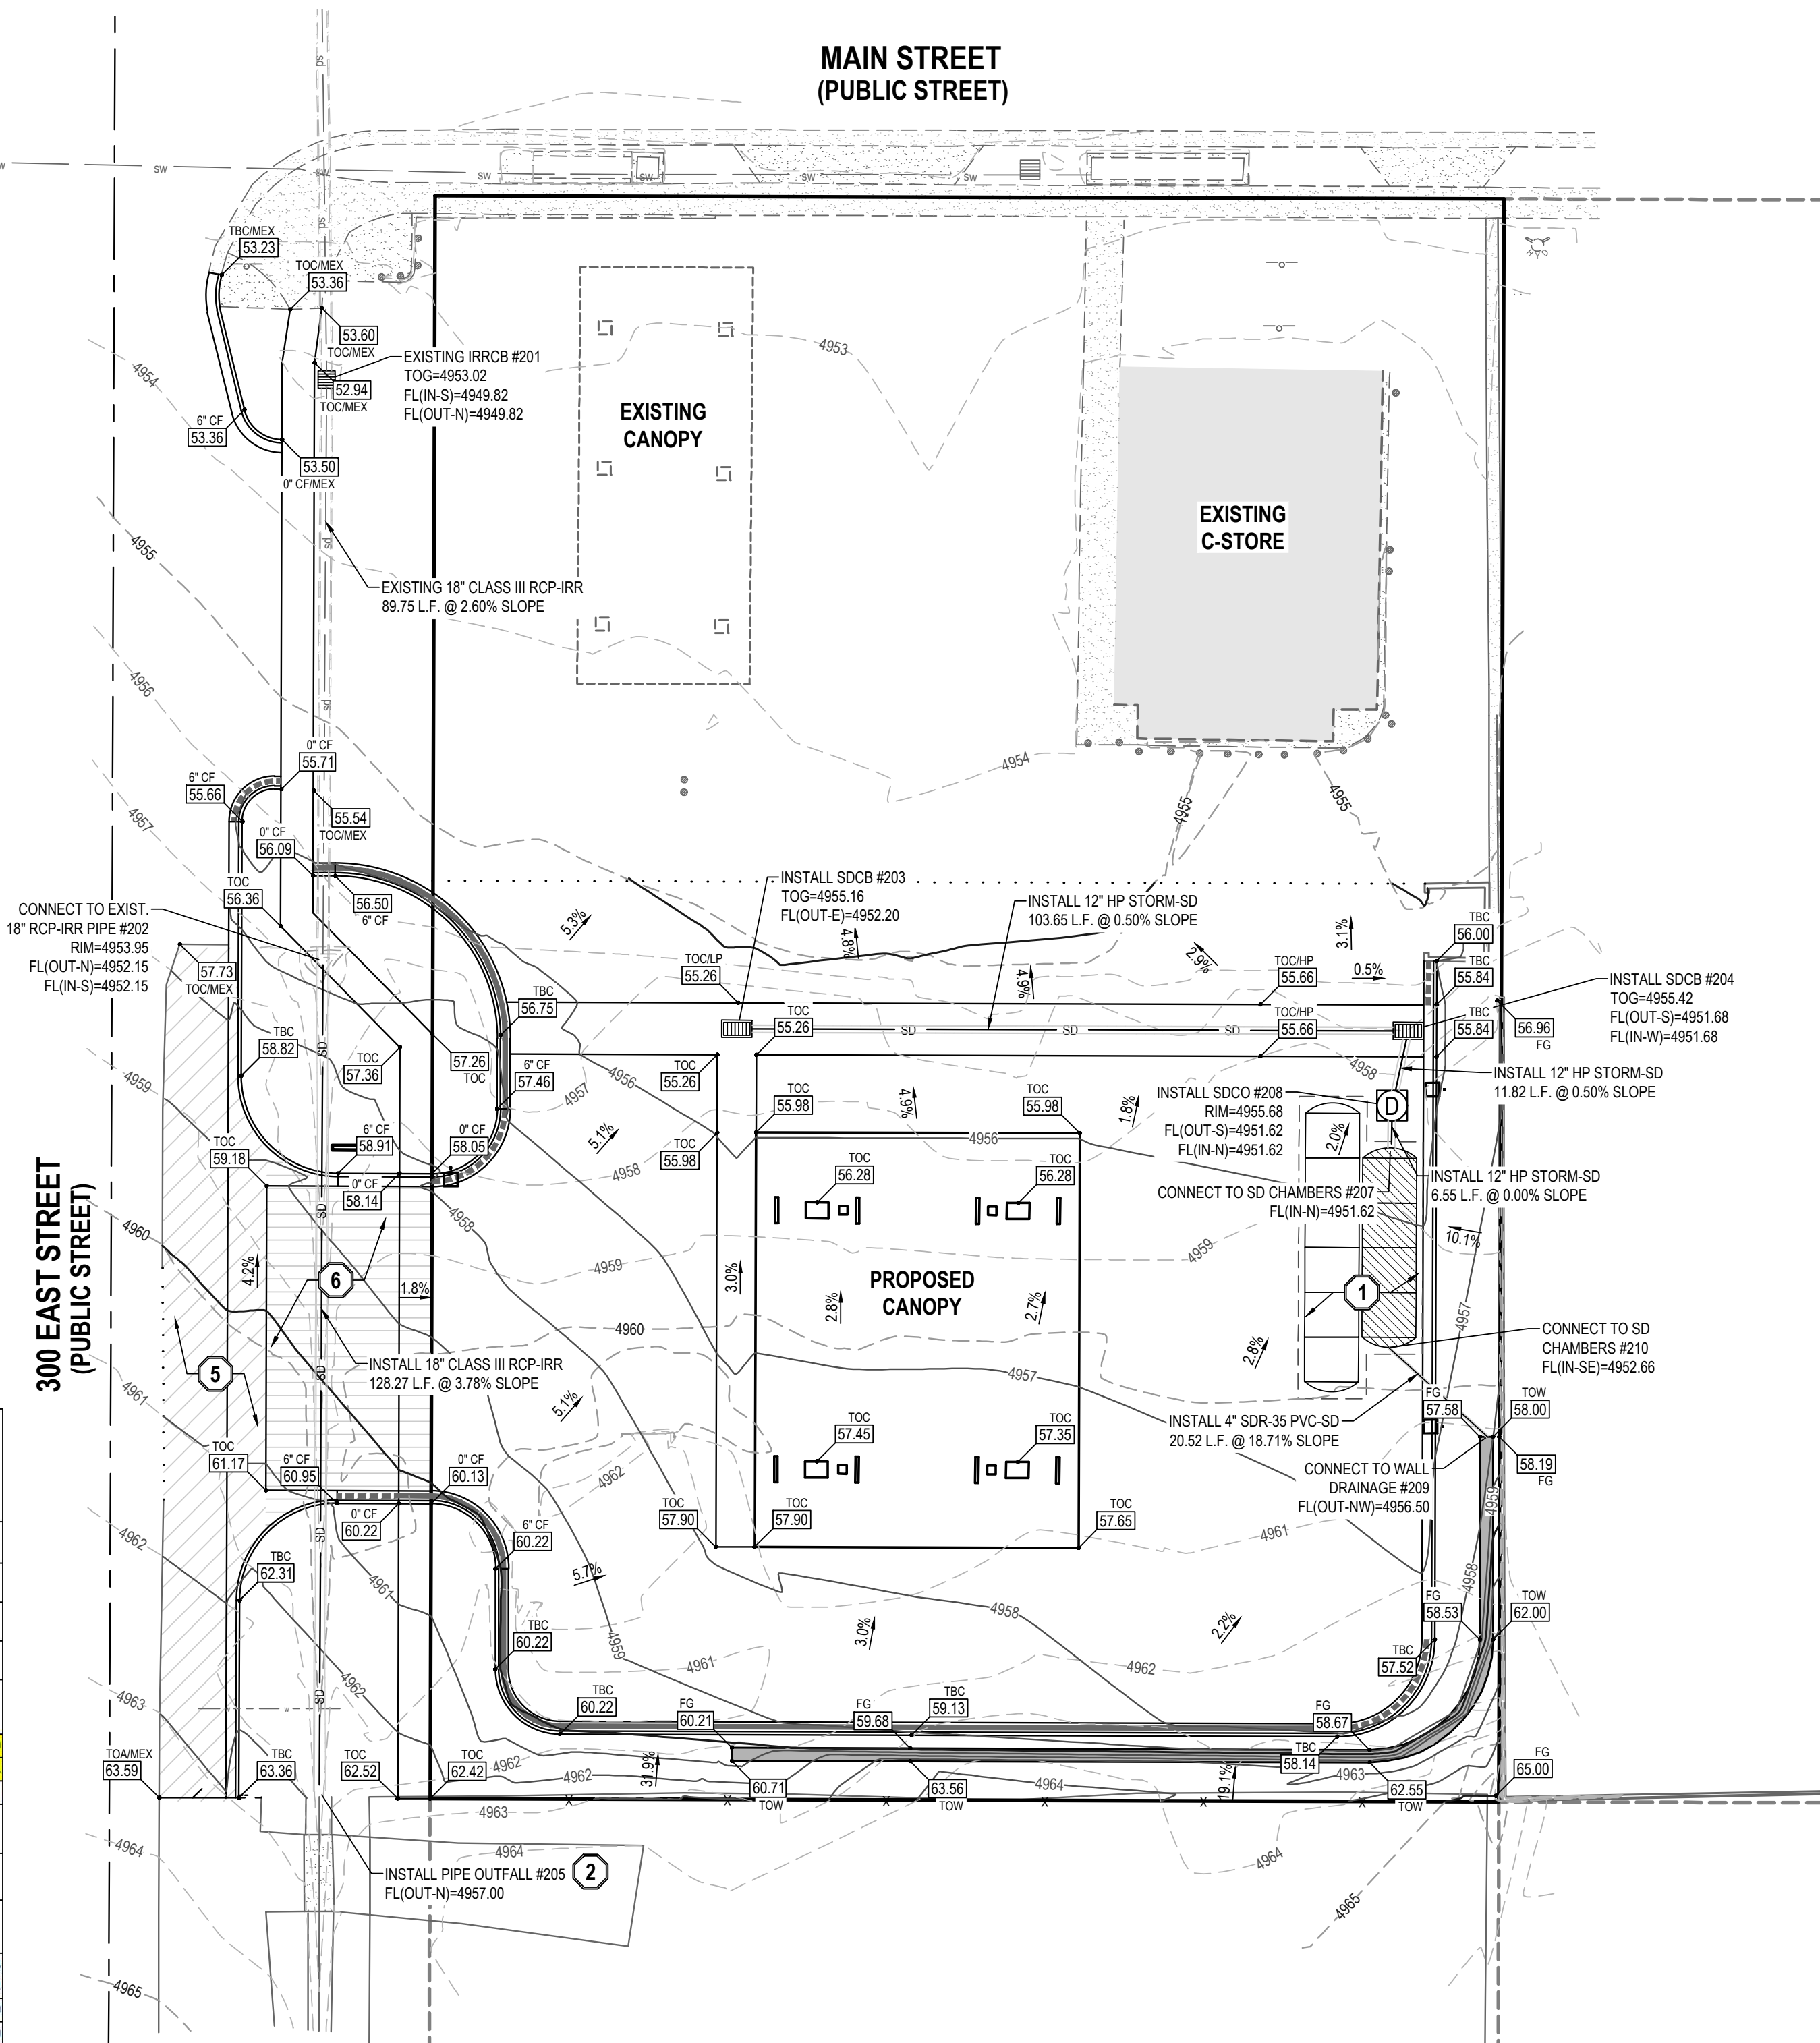 MAIN STREET
(PUBLIC STREET)
sd
SW
SW
SW
SW
SW
SW
SW
sd
TBC/MEX
53.23
TOC/MEX
53.36
53.60
TOC/MEX
52.94
TOC/MEX
EXISTING IRRCB #201
TOG=4953.02
FL(IN-S)=4949.82
FL(OUT-N)=4949.82
4953
4954
6" CF
53.36
53.50
0" CF/MEX
EXISTING
CANOPY
EXISTING
C-STORE
4955
sd
EXISTING 18" CLASS III RCP-IRR
89.75 L.F. @ 2.60% SLOPE
4956
sd
0" CF
55.71
6" CF
55.66
4957
55.54
TOC/MEX
4954
4955
4955
0" CF
56.09
TOC
56.36
56.50
6" CF
CONNECT TO EXIST.
18" RCP-IRR PIPE #202
RIM=4953.95
FL(OUT-N)=4952.15
FL(IN-S)=4952.15
57.73
TOC/MEX
INSTALL SDCB #203
TOG=4955.16
FL(OUT-E)=4952.20
INSTALL 12" HP STORM-SD
103.65 L.F. @ 0.50% SLOPE
5.3%
4.8%
4.9%
2.9%
3.1%
0.5%
TBC
56.00
TBC
55.84
TOC/LP
55.26
TOC/HP
55.66
INSTALL SDCB #204
TOG=4955.42
FL(OUT-S)=4951.68
FL(IN-W)=4951.68
TBC
56.75
TOC
55.26
SD
SD
SD
TOC/HP
55.66
TBC
55.84
56.96
FG
TBC
58.82
SD
TOC
57.36
57.26
TOC
6" CF
57.46
4959
4957
4956
55.26
TOC
4958
INSTALL 12" HP STORM-SD
11.82 L.F. @ 0.50% SLOPE
INSTALL SDCO #208
RIM=4955.68
FL(OUT-S)=4951.62
FL(IN-N)=4951.62
D
TOC
55.98
4.9%
TOC
55.98
1.8%
2.0%
5.1%
TOC
55.98
4956
TOC
59.18
6" CF
58.91
0" CF
58.05
0" CF
58.14
4958
TOC
56.28
TOC
56.28
CONNECT TO SD CHAMBERS #207
FL(IN-N)=4951.62
INSTALL 12" HP STORM-SD
6.55 L.F. @ 0.00% SLOPE
300 EAST STREET
(PUBLIC STREET)
SD
4958
4960
4.2%
6
1.8%
4959
3.0%
2.8%
PROPOSED
CANOPY
2.7%
4959
10.1%
1
4957
4960
2.8%
CONNECT TO SD
CHAMBERS #210
FL(IN-SE)=4952.66
5
SD
INSTALL 18" CLASS III RCP-IRR
128.27 L.F. @ 3.78% SLOPE
4957
4961
5.1%
INSTALL 4" SDR-35 PVC-SD
20.52 L.F. @ 18.71% SLOPE
FG
57.58
TOW
58.00
TOC
57.45
TOC
57.35
TOC
61.17
6" CF
60.95
0" CF
60.13
4962
CONNECT TO WALL
DRAINAGE #209
FL(OUT-NW)=4956.50
58.19
FG
4959
0" CF
60.22
SD
TOC
57.90
TOC
57.90
TOC
57.65
6" CF
60.22
4961
4962
TBC
62.31
4961
5.7%
4958
4958
FG
58.53
TOW
62.00
TBC
60.22
4959
3.0%
2.2%
4961
4962
TBC
57.52
4962
4963
SD
w
TBC
60.22
FG
60.21
FG
59.68
TBC
59.13
58.67
FG
TOA/MEX
63.59
TBC
63.36
TOC
62.52
TOC
62.42
4962
4962
31.9%
TBC
58.14
19.1%
4963
FG
65.00
60.71
TOW
63.56
TOW
4964
62.55
TOW
x
x
x
x
x
x
4963
4964
4964
4964
INSTALL PIPE OUTFALL #205
FL(OUT-N)=4957.00
2
4965
4965